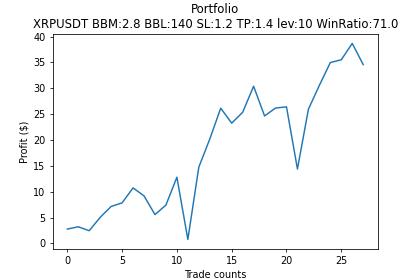 Portfolio
XRPUSDT BBM:2.8 BBL:140 SL:1.2 TP:1.4 lev:10 WinRatio:71.0
40
35
30
25
20
15
10
5
0
Profit ($)
0 5 10 15 20 25
Trade counts